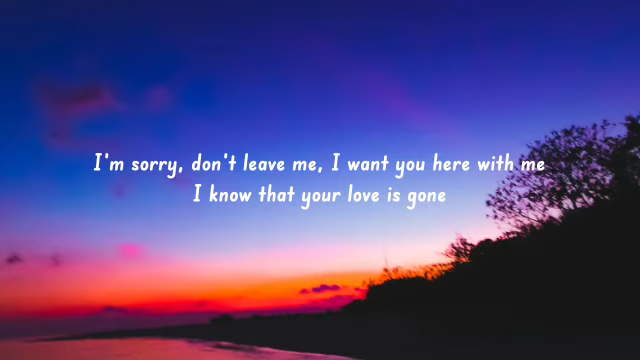 I'm sorry, don't leave me, I want you here with me
I know that your love is gone